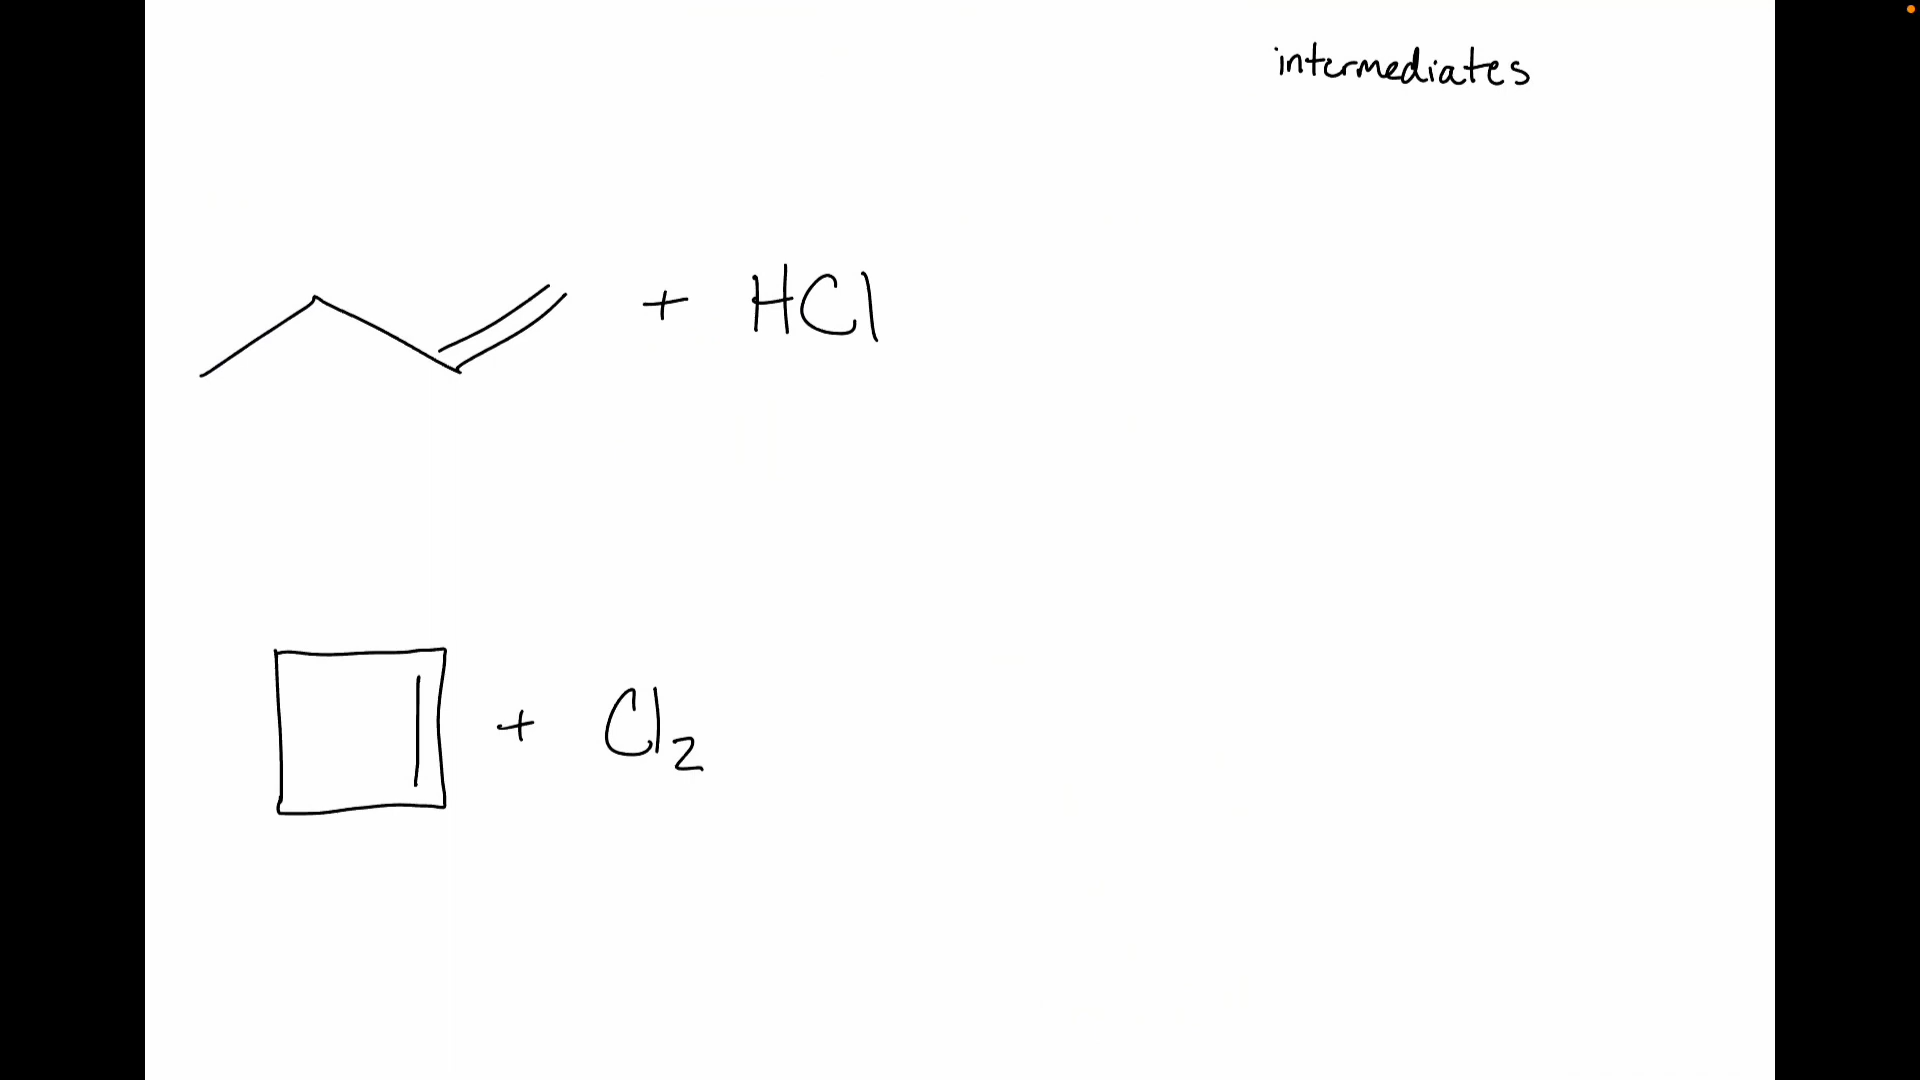 intermediates
+ HCl
+ Cl₂